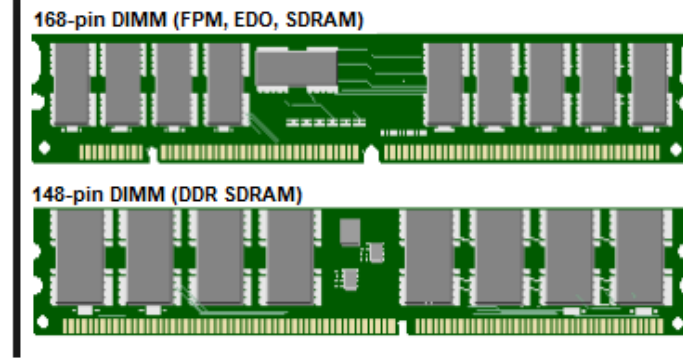 168-pin DIMM (FPM, EDO, SDRAM)
148-pin DIMM (DDR SDRAM)